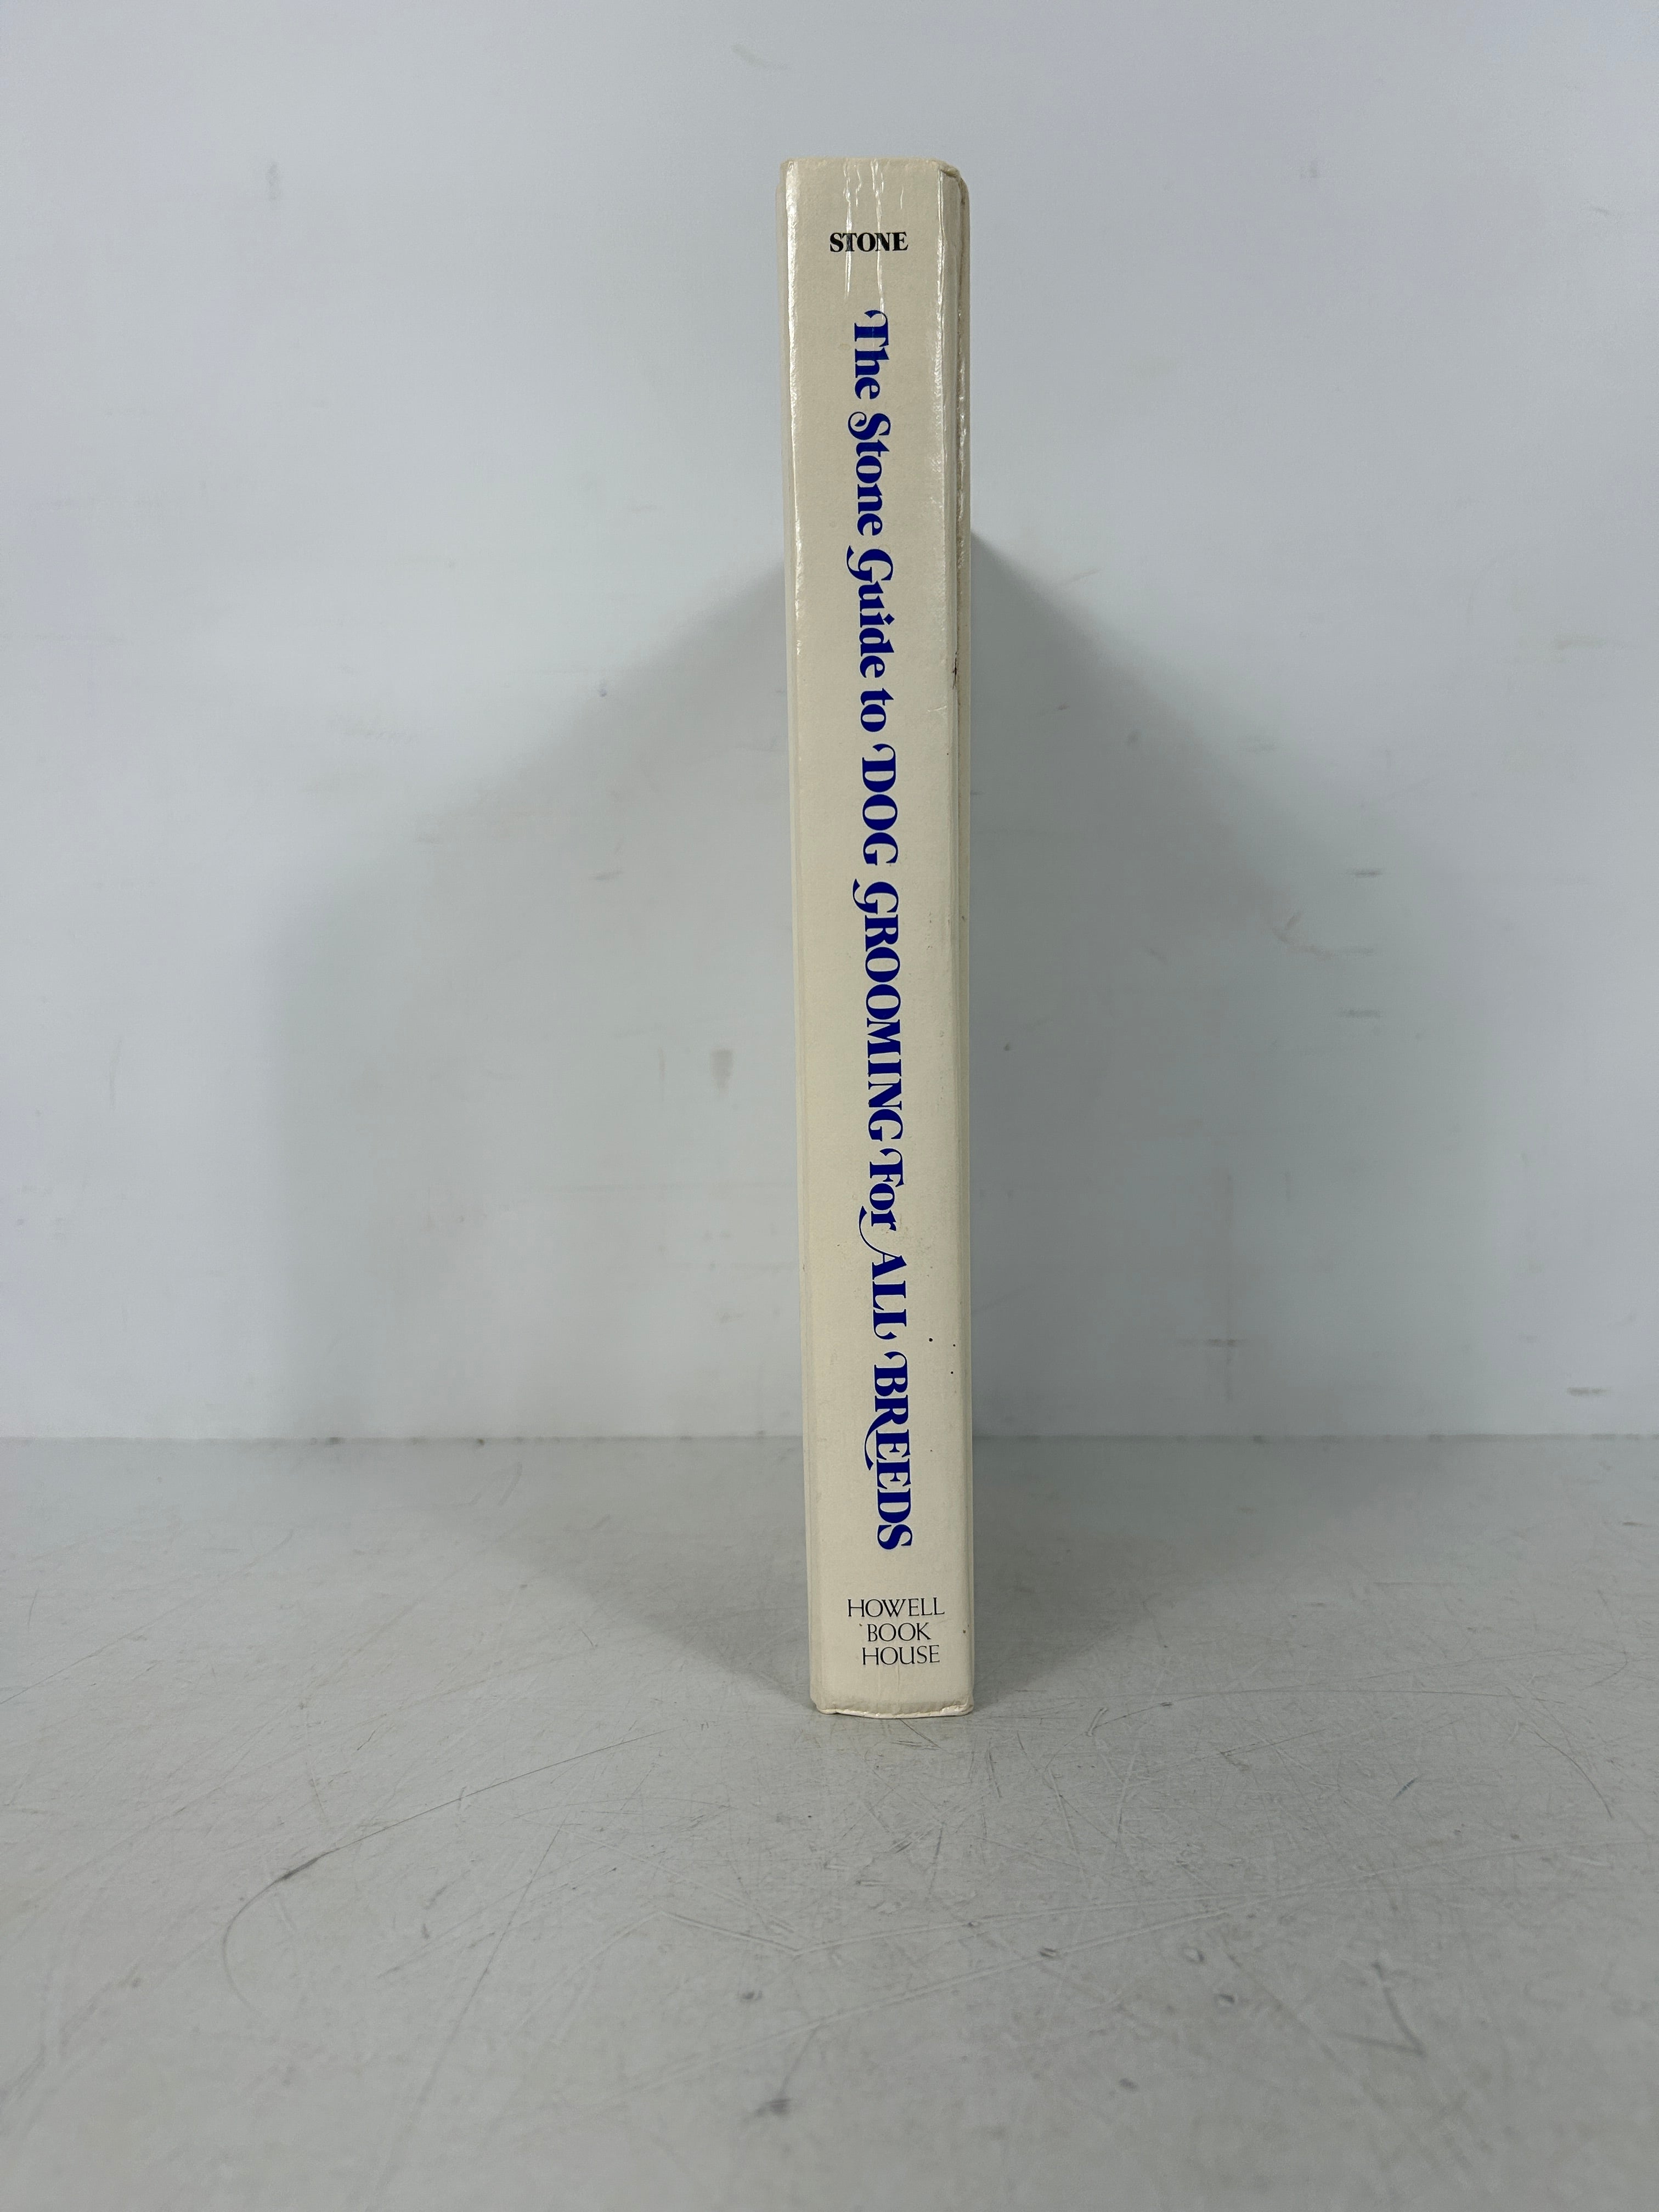 STONE
The Stone Guide to DOG GROOMING For ALL BREEDS
HOWELL
BOOK
HOUSE